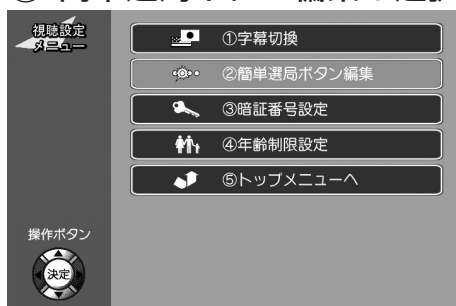 視聴設定
メニュー
①字幕切換
②簡単選局ボタン編集
③暗証番号設定
④年齢制限設定
⑤トップメニューへ
操作ボタン
決定